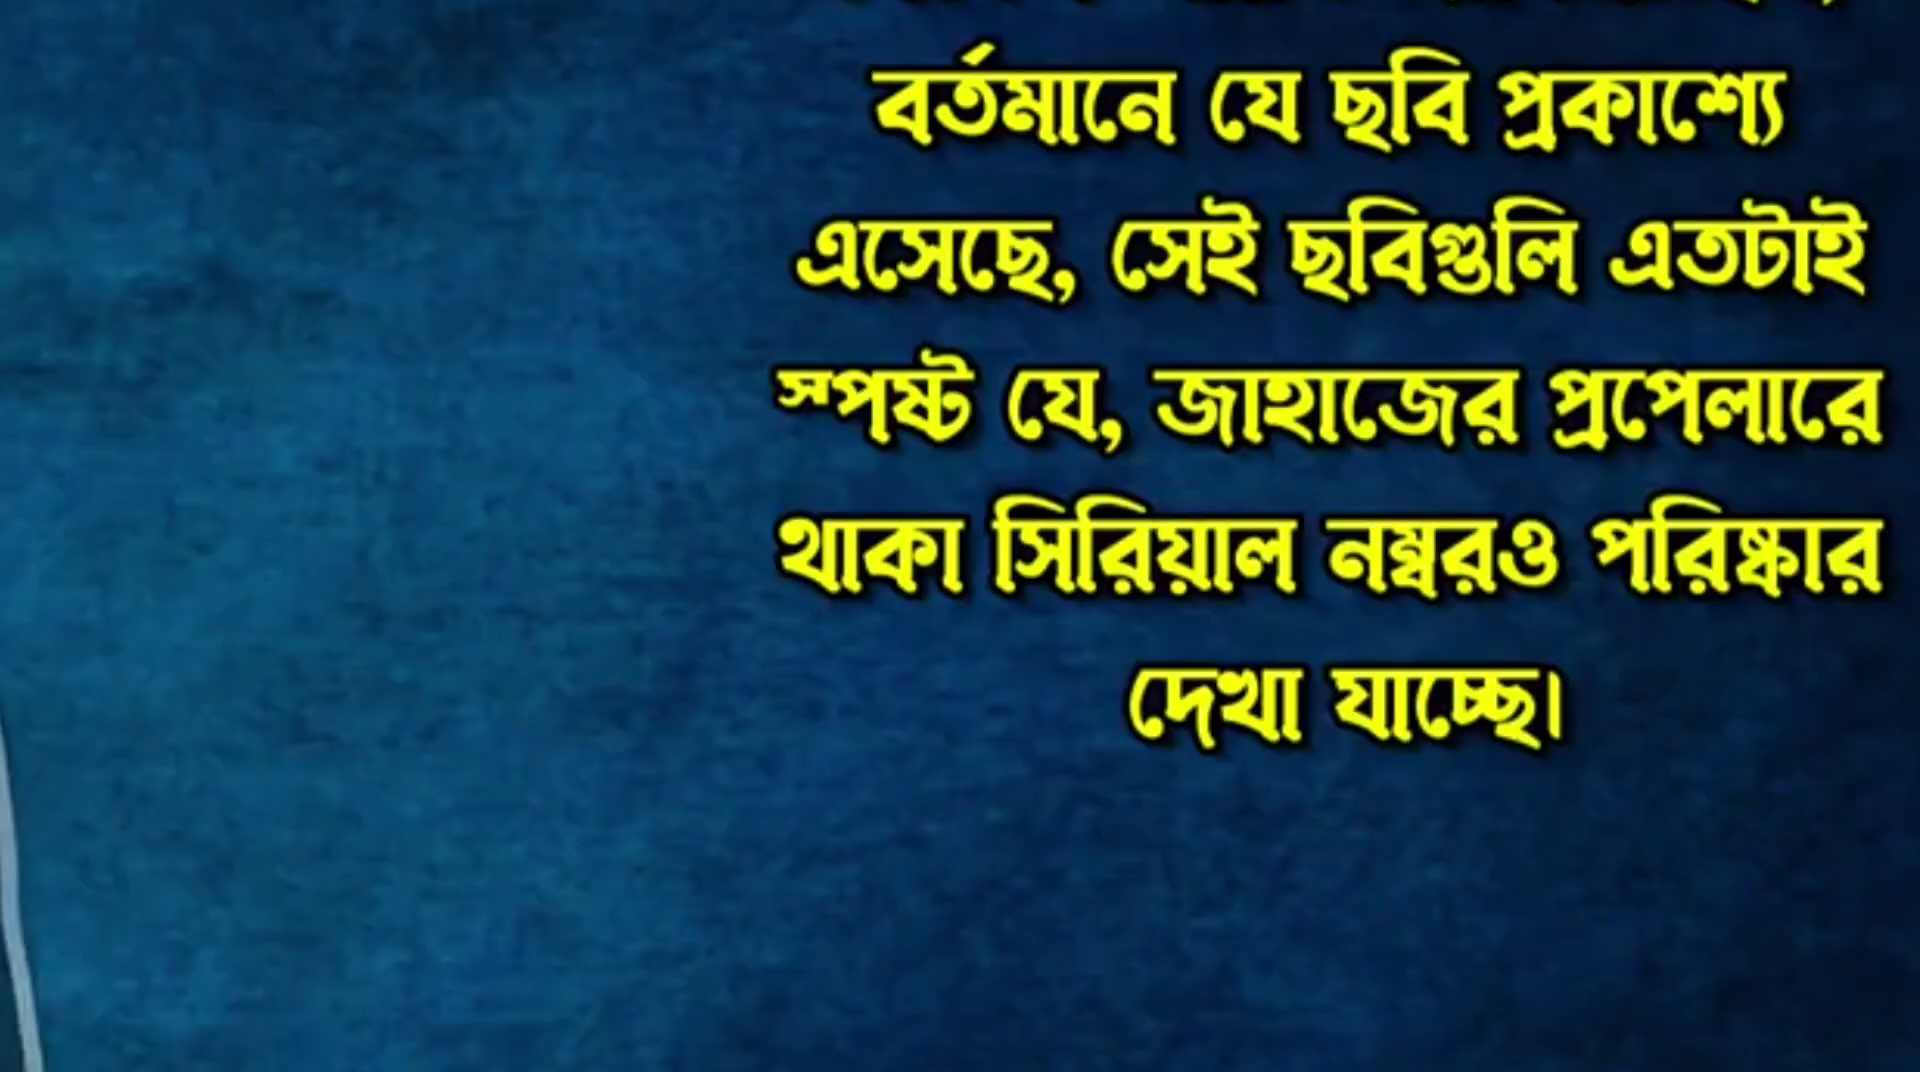 বর্তমানে যে ছবি প্রকাশ্যে
এসেছে, সেই ছবিগুলি এতটাই
স্পষ্ট যে, জাহাজের প্রপেলারে
থাকা সিরিয়াল নম্বরও পরিষ্কার
দেখা যাচ্ছে।